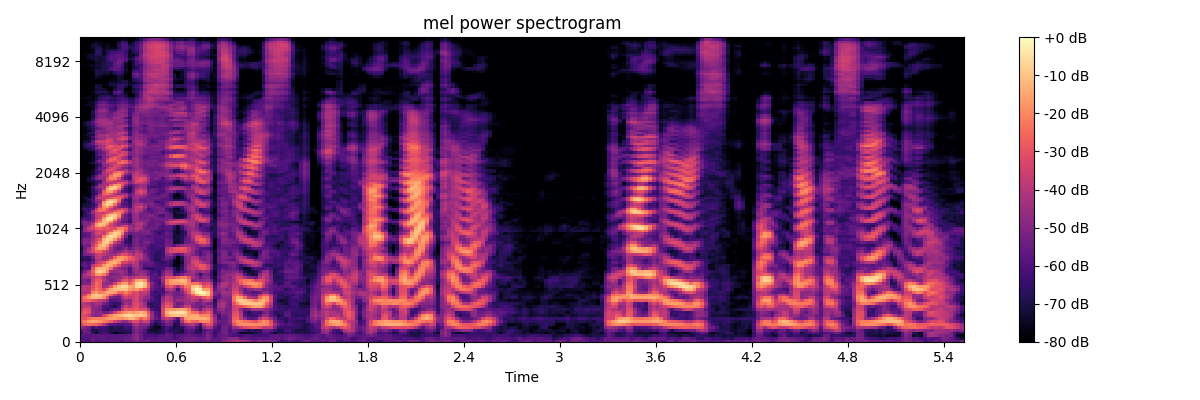 mel power spectrogram
8192
4096
2048
1024
512
0
Hz
0 0.6 1.2 1.8 2.4 3 3.6 4.2 4.8 5.4
Time
+0 dB
-10 dB
-20 dB
-30 dB
-40 dB
-50 dB
-60 dB
-70 dB
-80 dB